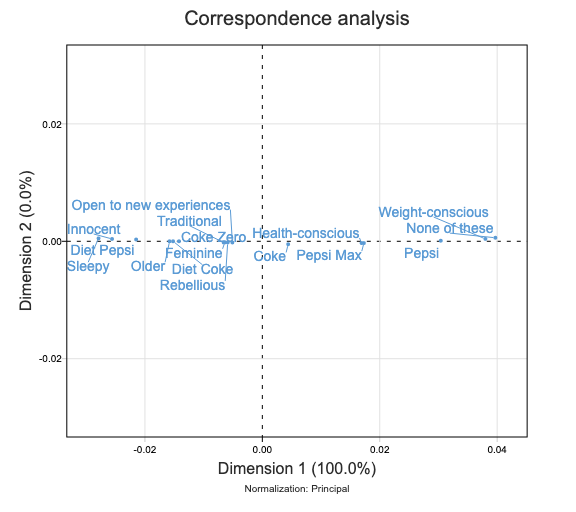 Correspondence analysis
Dimension 2 (0.0%)
0.02
0.00
-0.02
Open to new experiences
Traditional
Innocent
Coke Zero
Health-conscious
Weight-conscious
None of these
Diet Pepsi
Feminine
Coke
Pepsi Max
Pepsi
Sleepy
Older
Diet Coke
Rebellious
-0.02
0.00
0.02
0.04
Dimension 1 (100.0%)
Normalization: Principal